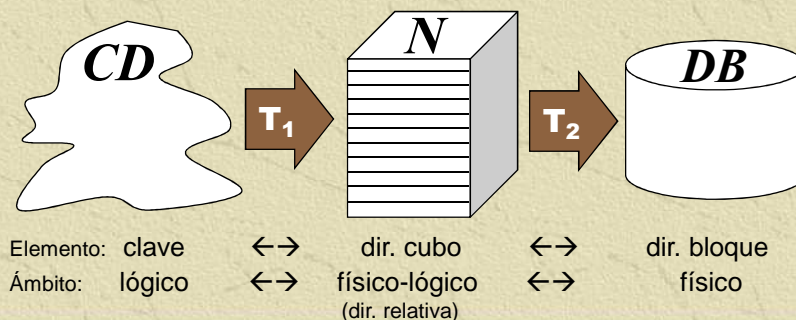 CD N DB
T₁ T₂
Elemento: clave ←→ dir. cubo ←→ dir. bloque
Ámbito: lógico ←→ físico-lógico ←→ físico
(dir. relativa)